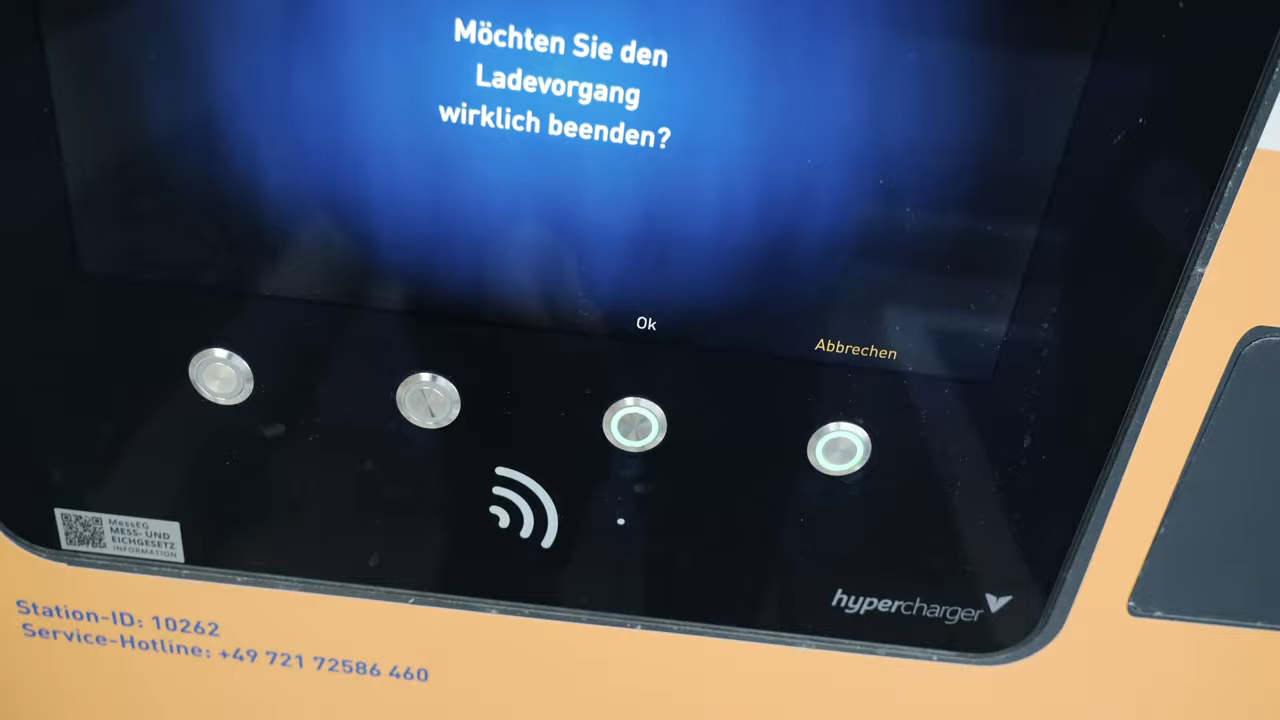 Möchten Sie den
Ladevorgang
wirklich beenden?
Ok
Abbrechen
MessEG
MESS- UND
EICHGESETZ
INFORMATION
hypercharger
Station-ID: 10262
Service-Hotline: +49 721 72586 460